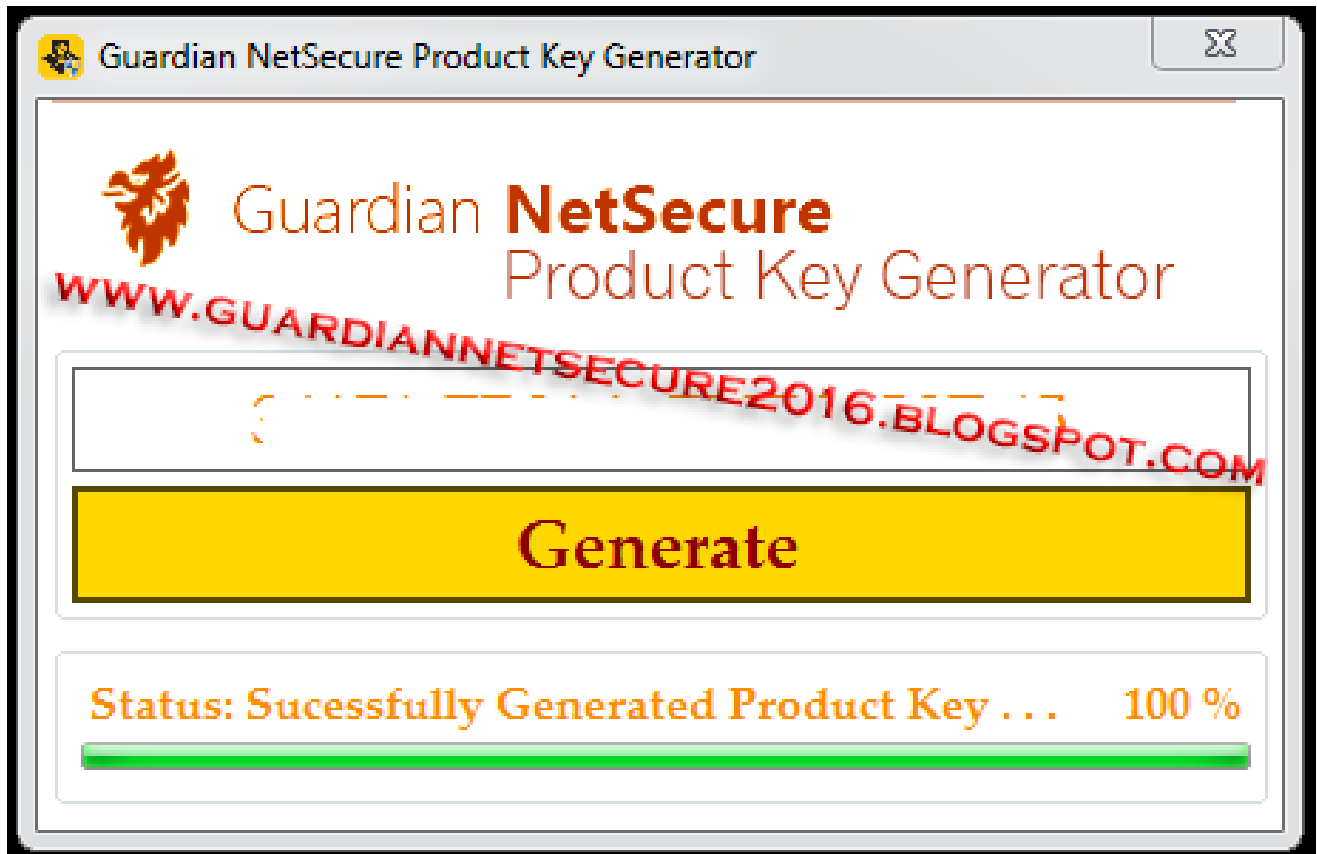 Guardian NetSecure Product Key Generator
Guardian NetSecure
Product Key Generator
WWW.GUARDIANNETSECURE2016.BLOGSPOT.COM
Generate
Status: Sucessfully Generated Product Key . . . 100 %